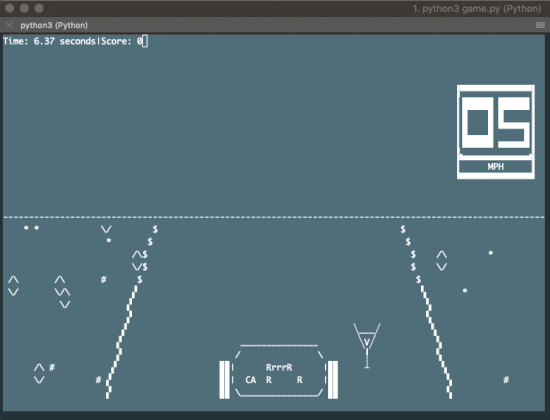 1. python3 game.py (Python)
python3 (Python)
Time: 6.37 seconds|Score: 0
05
MPH
V
RrrrR
CA R R